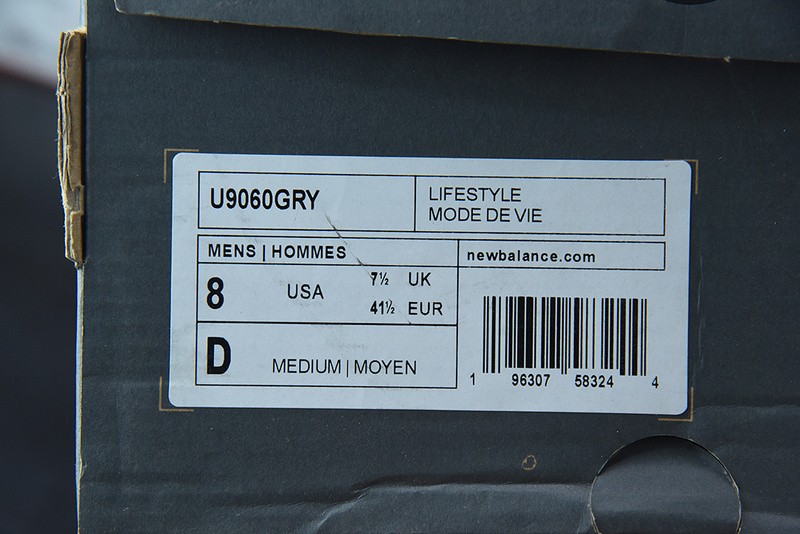 U9060GRY
LIFESTYLE
MODE DE VIE
MENS | HOMMES
newbalance.com
8 USA 7½ UK
41½ EUR
D MEDIUM | MOYEN
1 96307 58324 4